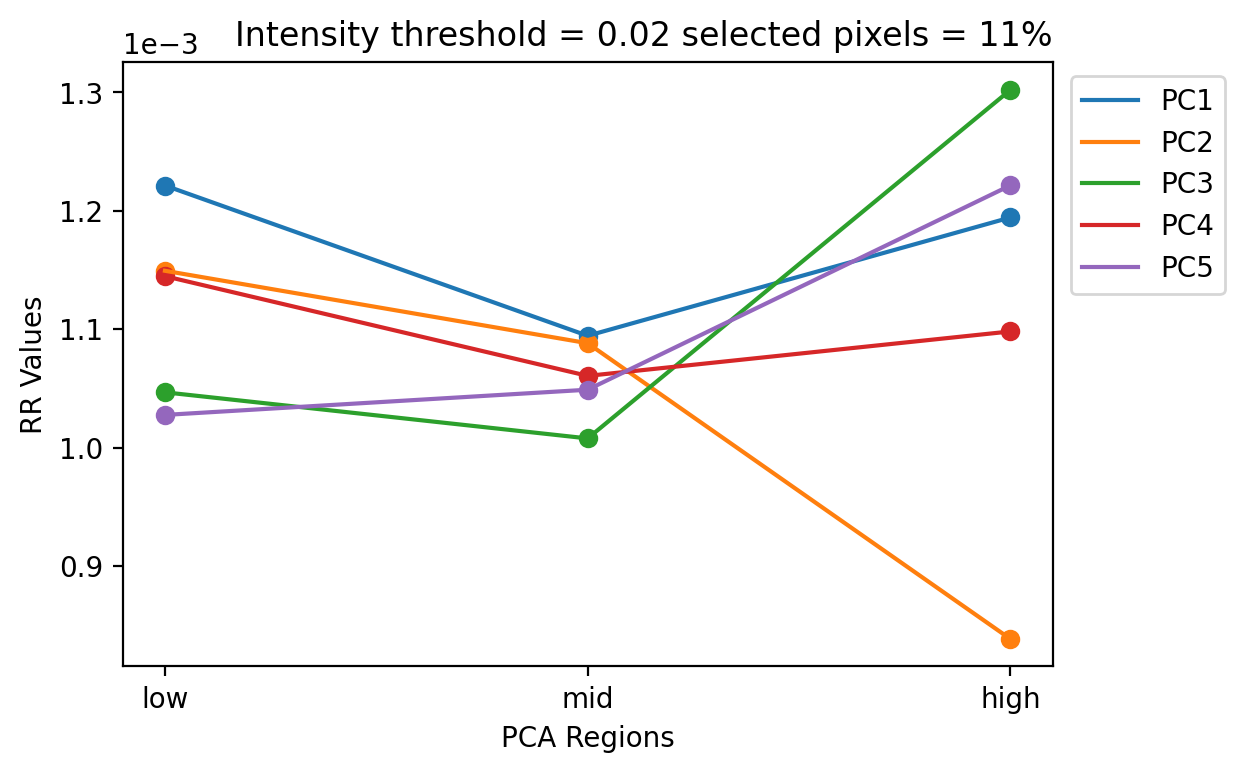 1e−3 Intensity threshold = 0.02 selected pixels = 11%
1.3
1.2
1.1
1.0
0.9
RR Values
low mid high
PCA Regions
PC1
PC2
PC3
PC4
PC5